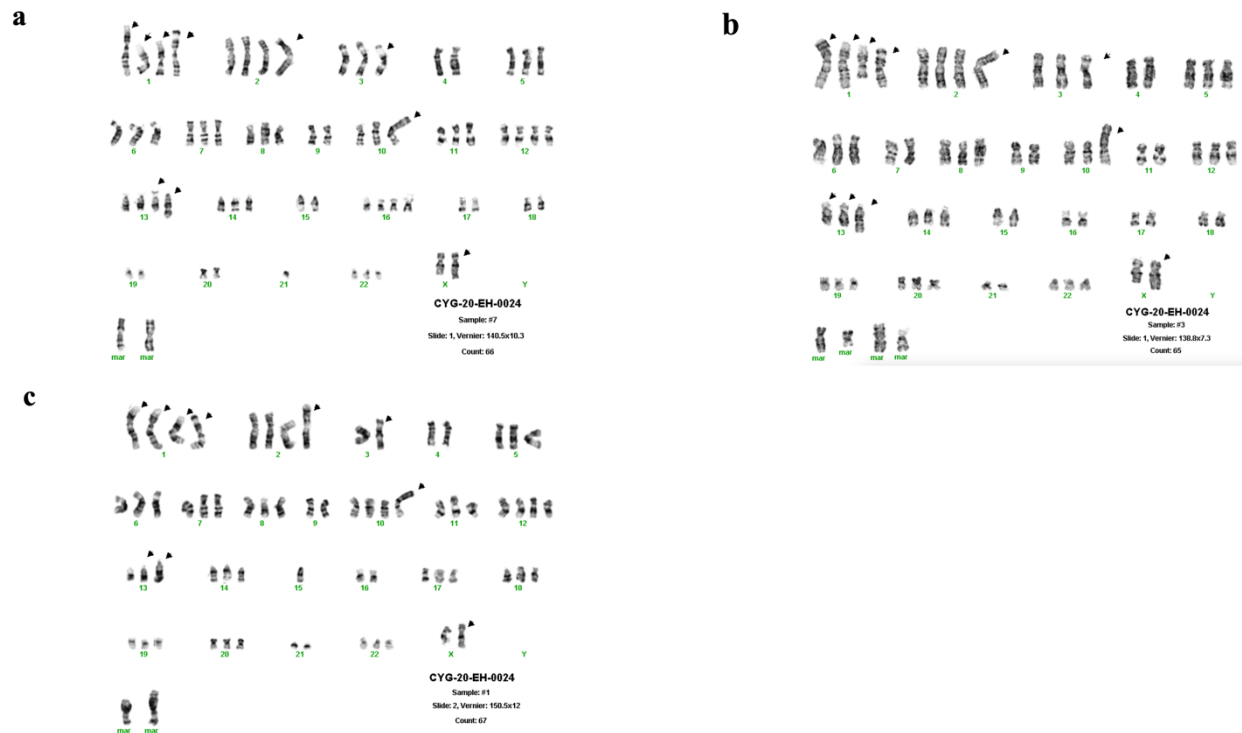 a
1 2 3 4 5
6 7 8 9 10 11 12
13 14 15 16 17 18
19 20 21 22 X Y
CYG-20-EH-0024
Sample: #7
Slide: 1, Vernier: 140.5x10.3
Count: 66
mar mar
b
1 2 3 4 5
6 7 8 9 10 11 12
13 14 15 16 17 18
19 20 21 22 X Y
CYG-20-EH-0024
Sample: #3
Slide: 1, Vernier: 138.8x7.3
Count: 65
mar mar mar mar
c
1 2 3 4 5
6 7 8 9 10 11 12
13 14 15 16 17 18
19 20 21 22 X Y
CYG-20-EH-0024
Sample: #1
Slide: 2, Vernier: 150.5x12
Count: 67
mar mar